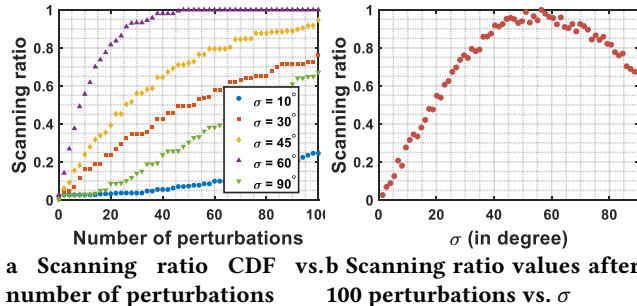 1
0.8
0.6
0.4
0.2
0
Scanning ratio
σ = 10°
σ = 30°
σ = 45°
σ = 60°
σ = 90°
0 20 40 60 80 100
Number of perturbations
1
0.8
0.6
0.4
0.2
0
Scanning ratio
0 20 40 60 80
σ (in degree)
a Scanning ratio CDF vs.
number of perturbations
b Scanning ratio values after
100 perturbations vs. σ